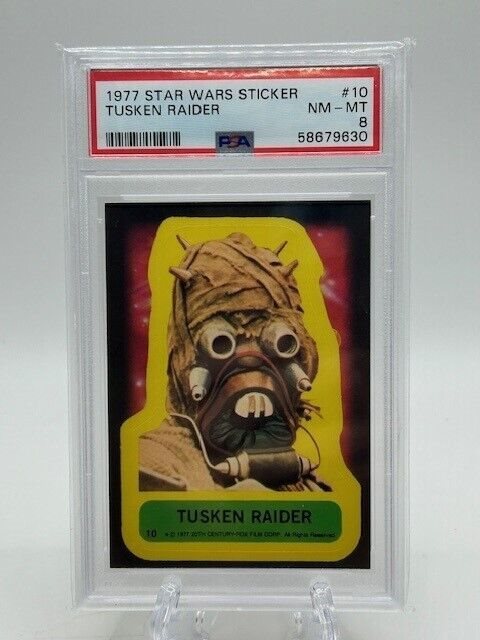 1977 STAR WARS STICKER #10
TUSKEN RAIDER NM-MT
8
PSA 58679630
TUSKEN RAIDER
10 © 1977 20TH CENTURY-FOX FILM CORP. All Rights Reserved